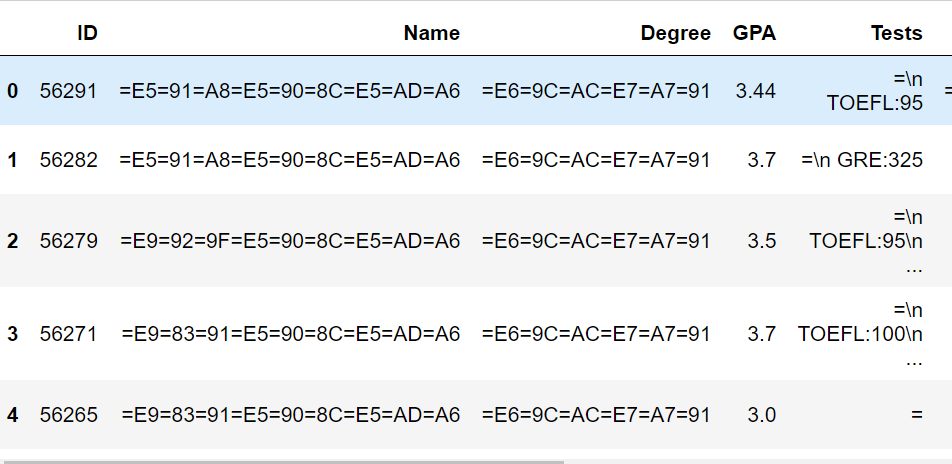 ID Name Degree GPA Tests
0 56291 =E5=91=A8=E5=90=8C=E5=AD=A6 =E6=9C=AC=E7=A7=91 3.44 =\n TOEFL:95 =
1 56282 =E5=91=A8=E5=90=8C=E5=AD=A6 =E6=9C=AC=E7=A7=91 3.7 =\n GRE:325
2 56279 =E9=92=9F=E5=90=8C=E5=AD=A6 =E6=9C=AC=E7=A7=91 3.5 =\n TOEFL:95\n ...
3 56271 =E9=83=91=E5=90=8C=E5=AD=A6 =E6=9C=AC=E7=A7=91 3.7 =\n TOEFL:100\n ...
4 56265 =E9=83=91=E5=90=8C=E5=AD=A6 =E6=9C=AC=E7=A7=91 3.0 =